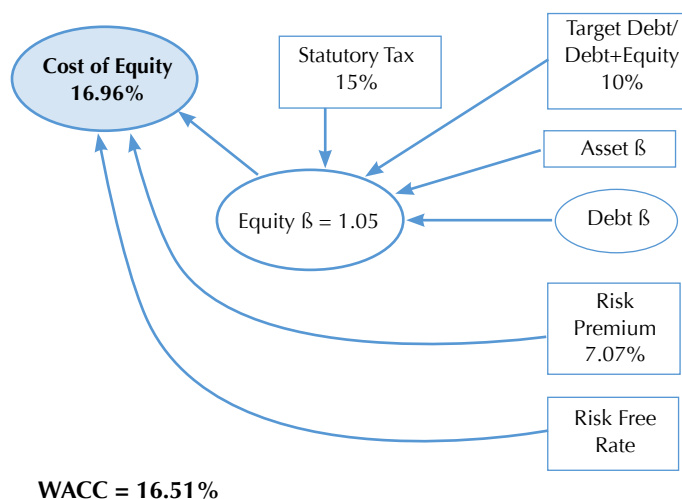 Cost of Equity
16.96%
Statutory Tax
15%
Target Debt/
Debt+Equity
10%
Asset ß
Equity ß = 1.05
Debt ß
Risk
Premium
7.07%
Risk Free
Rate
WACC = 16.51%